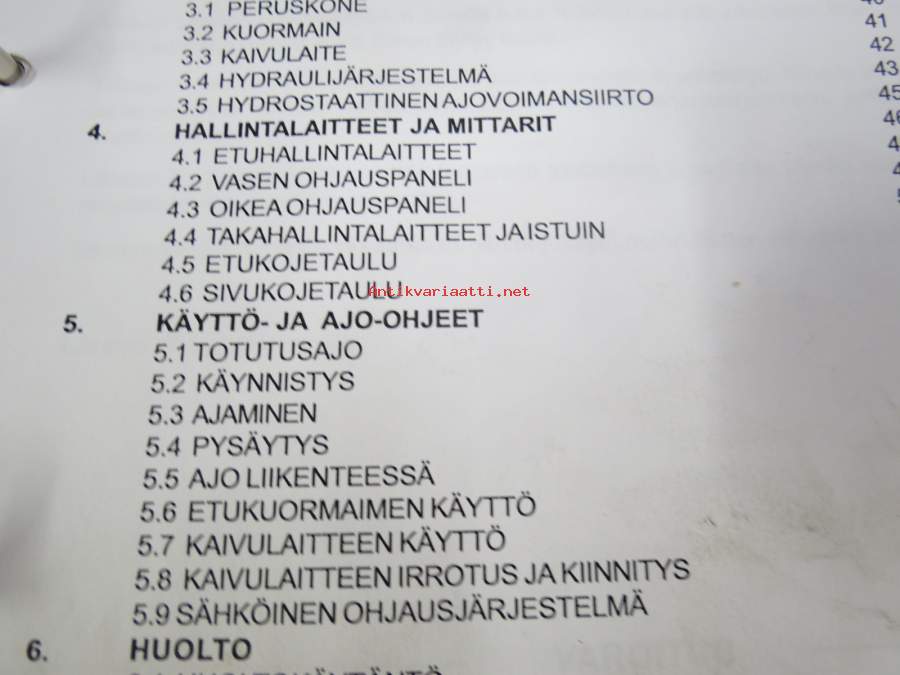 3.1 PERUSKONE
3.2 KUORMAIN 41
3.3 KAIVULAITE 42
3.4 HYDRAULIJÄRJESTELMÄ 43
3.5 HYDROSTAATTINEN AJOVOIMANSIIRTO 45
4. HALLINTALAITTEET JA MITTARIT
4.1 ETUHALLINTALAITTEET
4.2 VASEN OHJAUSPANELI
4.3 OIKEA OHJAUSPANELI
4.4 TAKAHALLINTALAITTEET JA ISTUIN
4.5 ETUKOJETAULU
4.6 SIVUKOJETAULU
Antikvariaatti.net
5. KÄYTTÖ- JA AJO-OHJEET
5.1 TOTUTUSAJO
5.2 KÄYNNISTYS
5.3 AJAMINEN
5.4 PYSÄYTYS
5.5 AJO LIIKENTEESSÄ
5.6 ETUKUORMAIMEN KÄYTTÖ
5.7 KAIVULAITTEEN KÄYTTÖ
5.8 KAIVULAITTEEN IRROTUS JA KIINNITYS
5.9 SÄHKÖINEN OHJAUSJÄRJESTELMÄ
6. HUOLTO